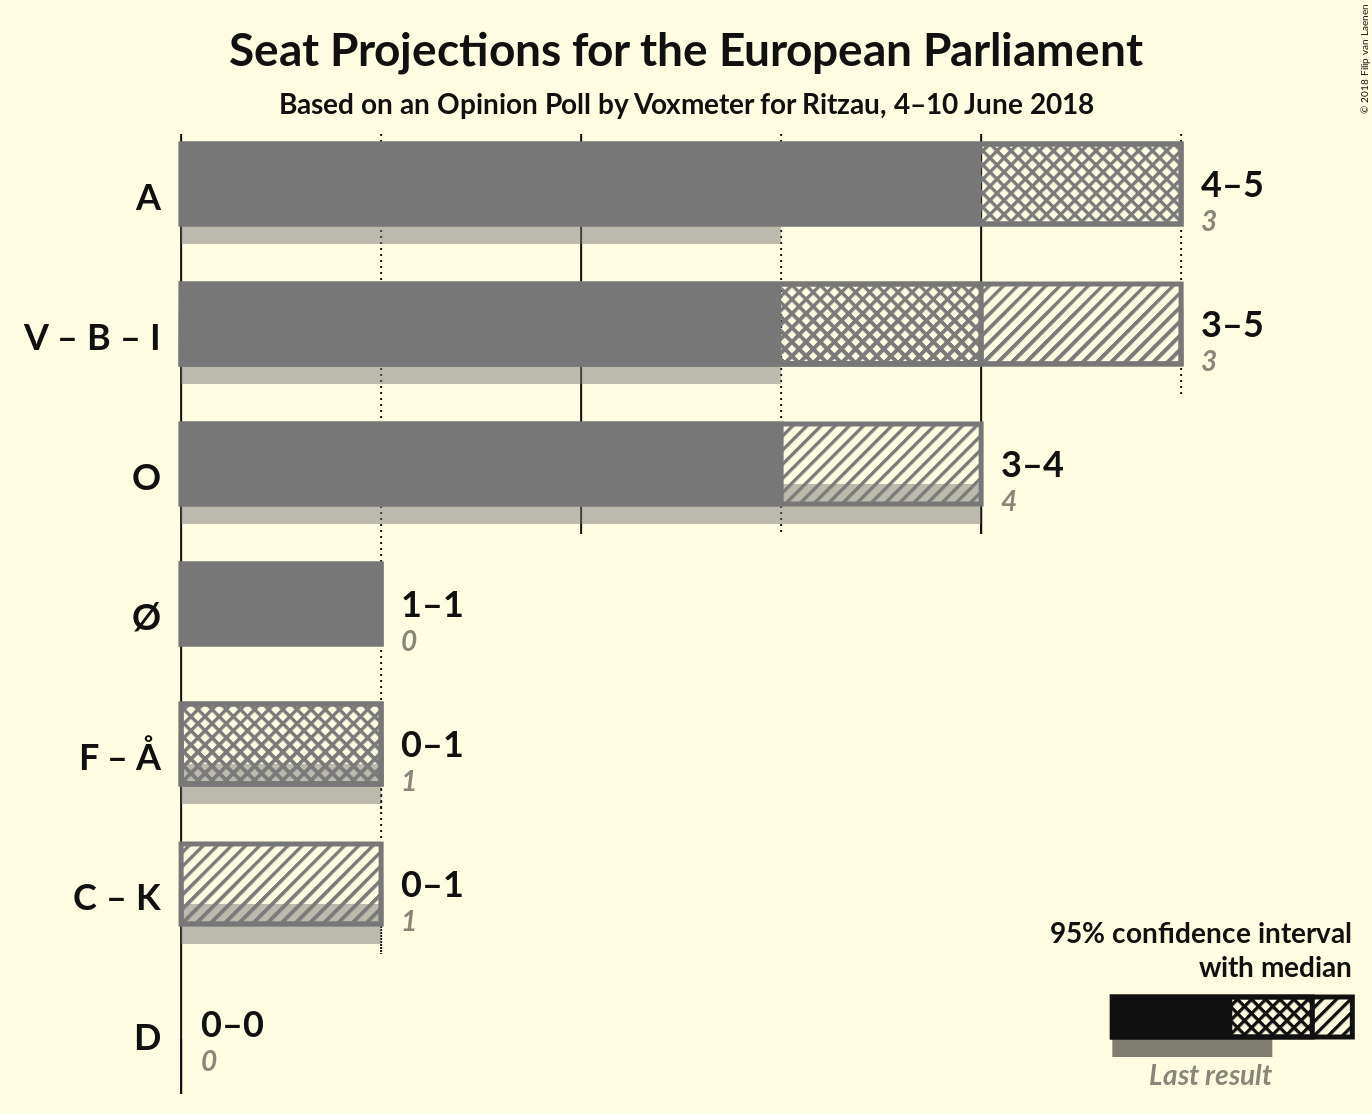 Seat Projections for the European Parliament
Based on an Opinion Poll by Voxmeter for Ritzau, 4–10 June 2018
© 2018 Filip van Laenen
A
4–5
3
V – B – I
3–5
3
O
3–4
4
Ø
1–1
0
F – Å
0–1
1
C – K
0–1
1
D
0–0
0
95% confidence interval
with median
Last result